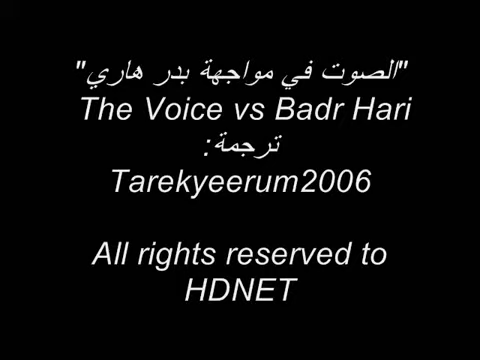 "الصوت في مواجهة بدر هاري"
The Voice vs Badr Hari
ترجمة:
Tarekyeerum2006
All rights reserved to
HDNET